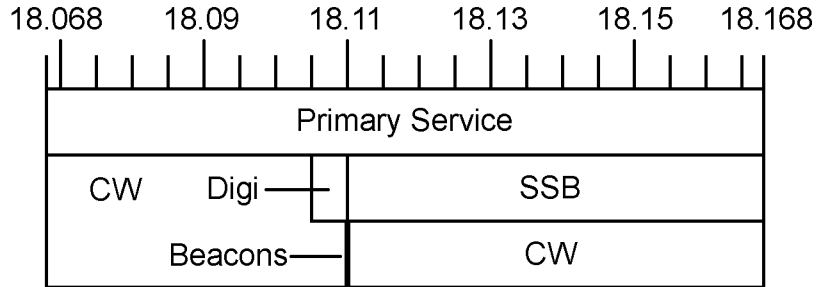 18.068 18.09 18.11 18.13 18.15 18.168
Primary Service
CW Digi SSB
Beacons CW